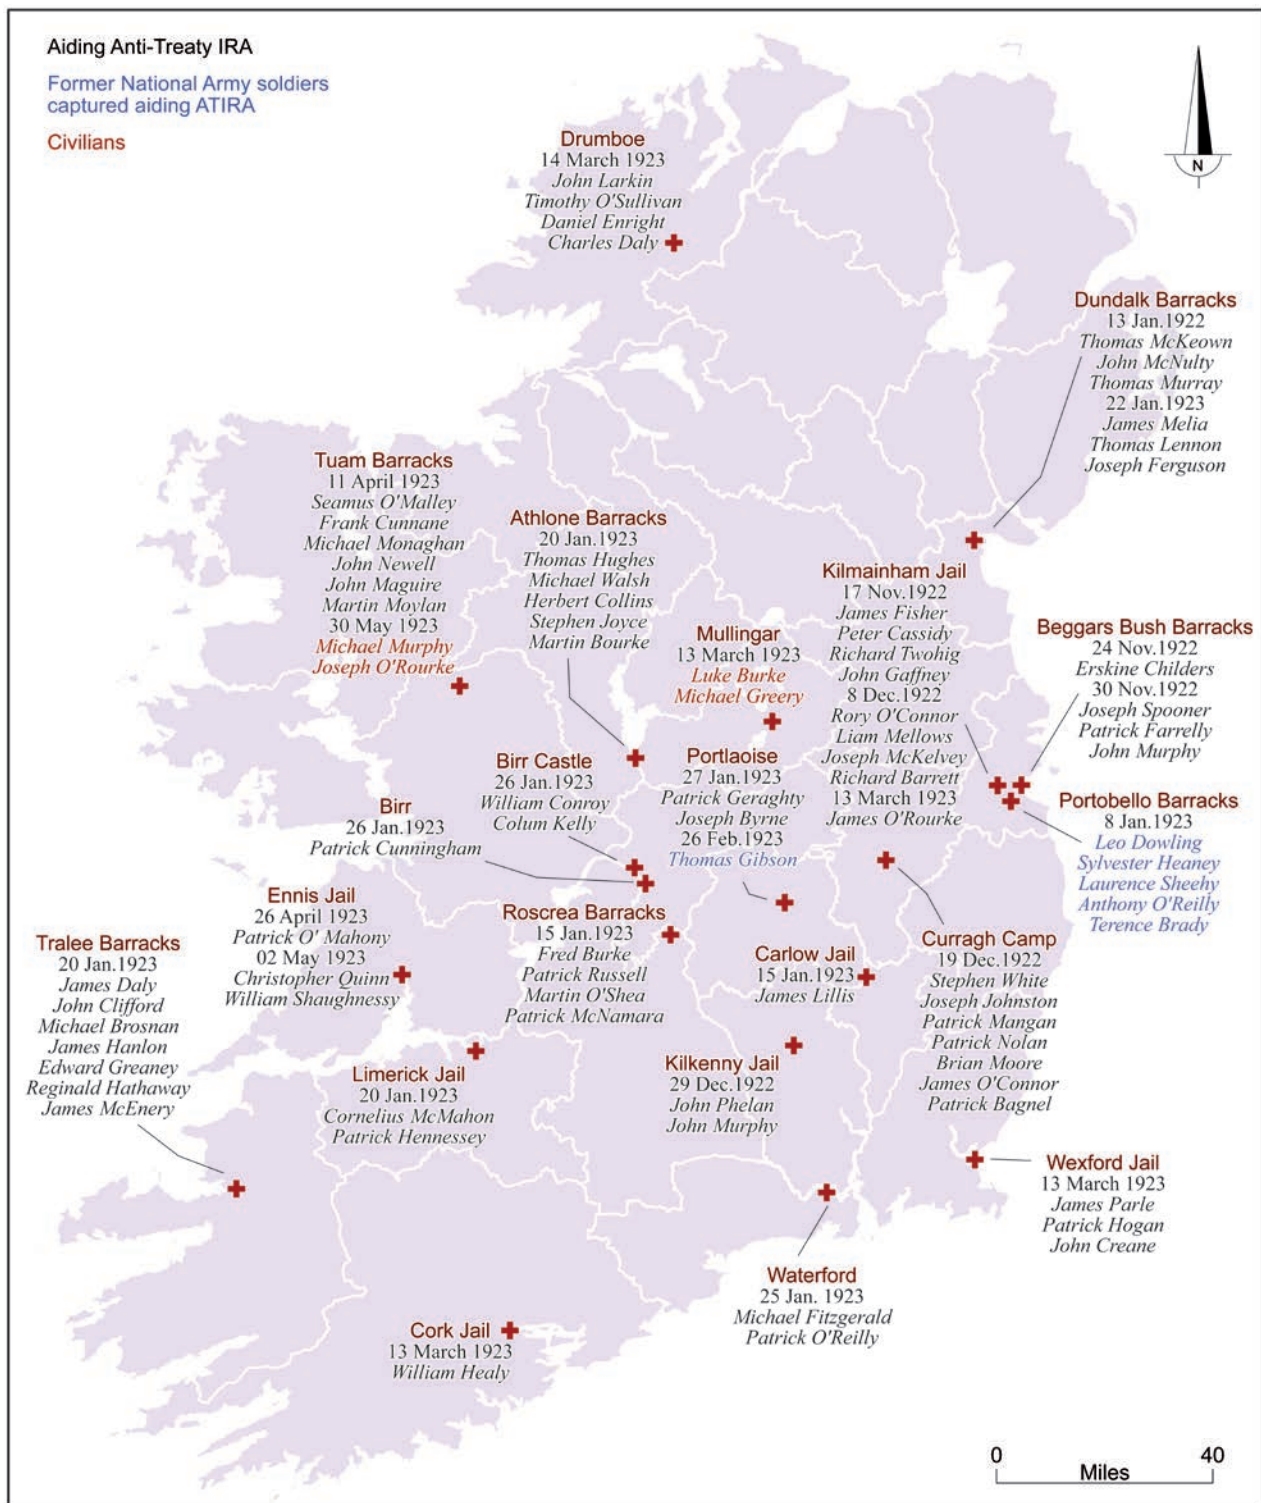 Aiding Anti-Treaty IRA
Former National Army soldiers
captured aiding ATIRA
Civilians
N
Drumboe
14 March 1923
John Larkin
Timothy O'Sullivan
Daniel Enright
Charles Daly
Dundalk Barracks
13 Jan.1922
Thomas McKeown
John McNulty
Thomas Murray
22 Jan.1923
James Melia
Thomas Lennon
Joseph Ferguson
Tuam Barracks
11 April 1923
Seamus O'Malley
Frank Cunnane
Michael Monaghan
John Newell
John Maguire
Martin Moylan
30 May 1923
Michael Murphy
Joseph O'Rourke
Athlone Barracks
20 Jan.1923
Thomas Hughes
Michael Walsh
Herbert Collins
Stephen Joyce
Martin Bourke
Mullingar
13 March 1923
Luke Burke
Michael Greery
Kilmainham Jail
17 Nov.1922
James Fisher
Peter Cassidy
Richard Twohig
John Gaffney
8 Dec.1922
Rory O'Connor
Liam Mellows
Joseph McKelvey
Richard Barrett
13 March 1923
James O'Rourke
Beggars Bush Barracks
24 Nov.1922
Erskine Childers
30 Nov.1922
Joseph Spooner
Patrick Farrelly
John Murphy
Portobello Barracks
8 Jan.1923
Leo Dowling
Sylvester Heaney
Laurence Sheehy
Anthony O'Reilly
Terence Brady
Birr Castle
26 Jan.1923
William Conroy
Colum Kelly
Portlaoise
27 Jan.1923
Patrick Geraghty
Joseph Byrne
26 Feb.1923
Thomas Gibson
Birr
26 Jan.1923
Patrick Cunningham
Ennis Jail
26 April 1923
Patrick O' Mahony
02 May 1923
Christopher Quinn
William Shaughnessy
Roscrea Barracks
15 Jan.1923
Fred Burke
Patrick Russell
Martin O'Shea
Patrick McNamara
Carlow Jail
15 Jan.1923
James Lillis
Curragh Camp
19 Dec.1922
Stephen White
Joseph Johnston
Patrick Mangan
Patrick Nolan
Brian Moore
James O'Connor
Patrick Bagnel
Tralee Barracks
20 Jan.1923
James Daly
John Clifford
Michael Brosnan
James Hanlon
Edward Greaney
Reginald Hathaway
James McEnery
Limerick Jail
20 Jan.1923
Cornelius McMahon
Patrick Hennessey
Kilkenny Jail
29 Dec.1922
John Phelan
John Murphy
Wexford Jail
13 March 1923
James Parle
Patrick Hogan
John Creane
Waterford
25 Jan. 1923
Michael Fitzgerald
Patrick O'Reilly
Cork Jail
13 March 1923
William Healy
0 40
Miles